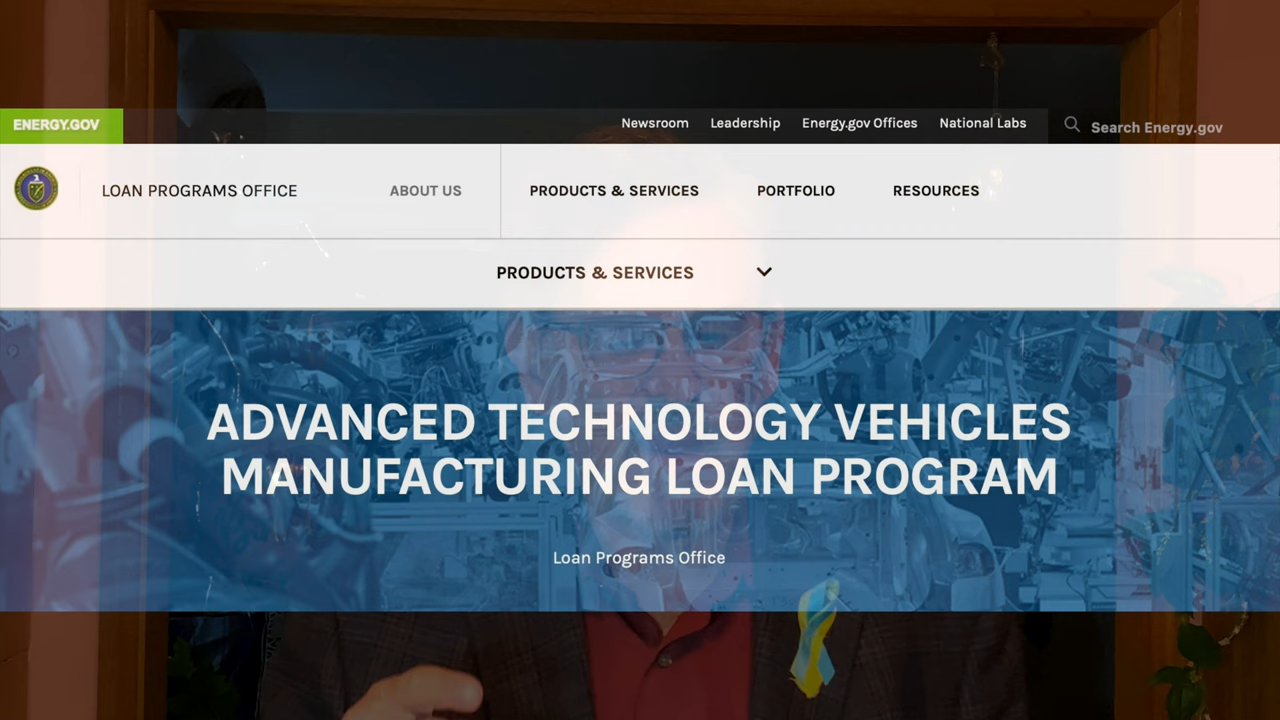 ENERGY.GOV
Newsroom Leadership Energy.gov Offices National Labs Search Energy.gov
LOAN PROGRAMS OFFICE ABOUT US PRODUCTS & SERVICES PORTFOLIO RESOURCES
PRODUCTS & SERVICES
ADVANCED TECHNOLOGY VEHICLES
MANUFACTURING LOAN PROGRAM
Loan Programs Office